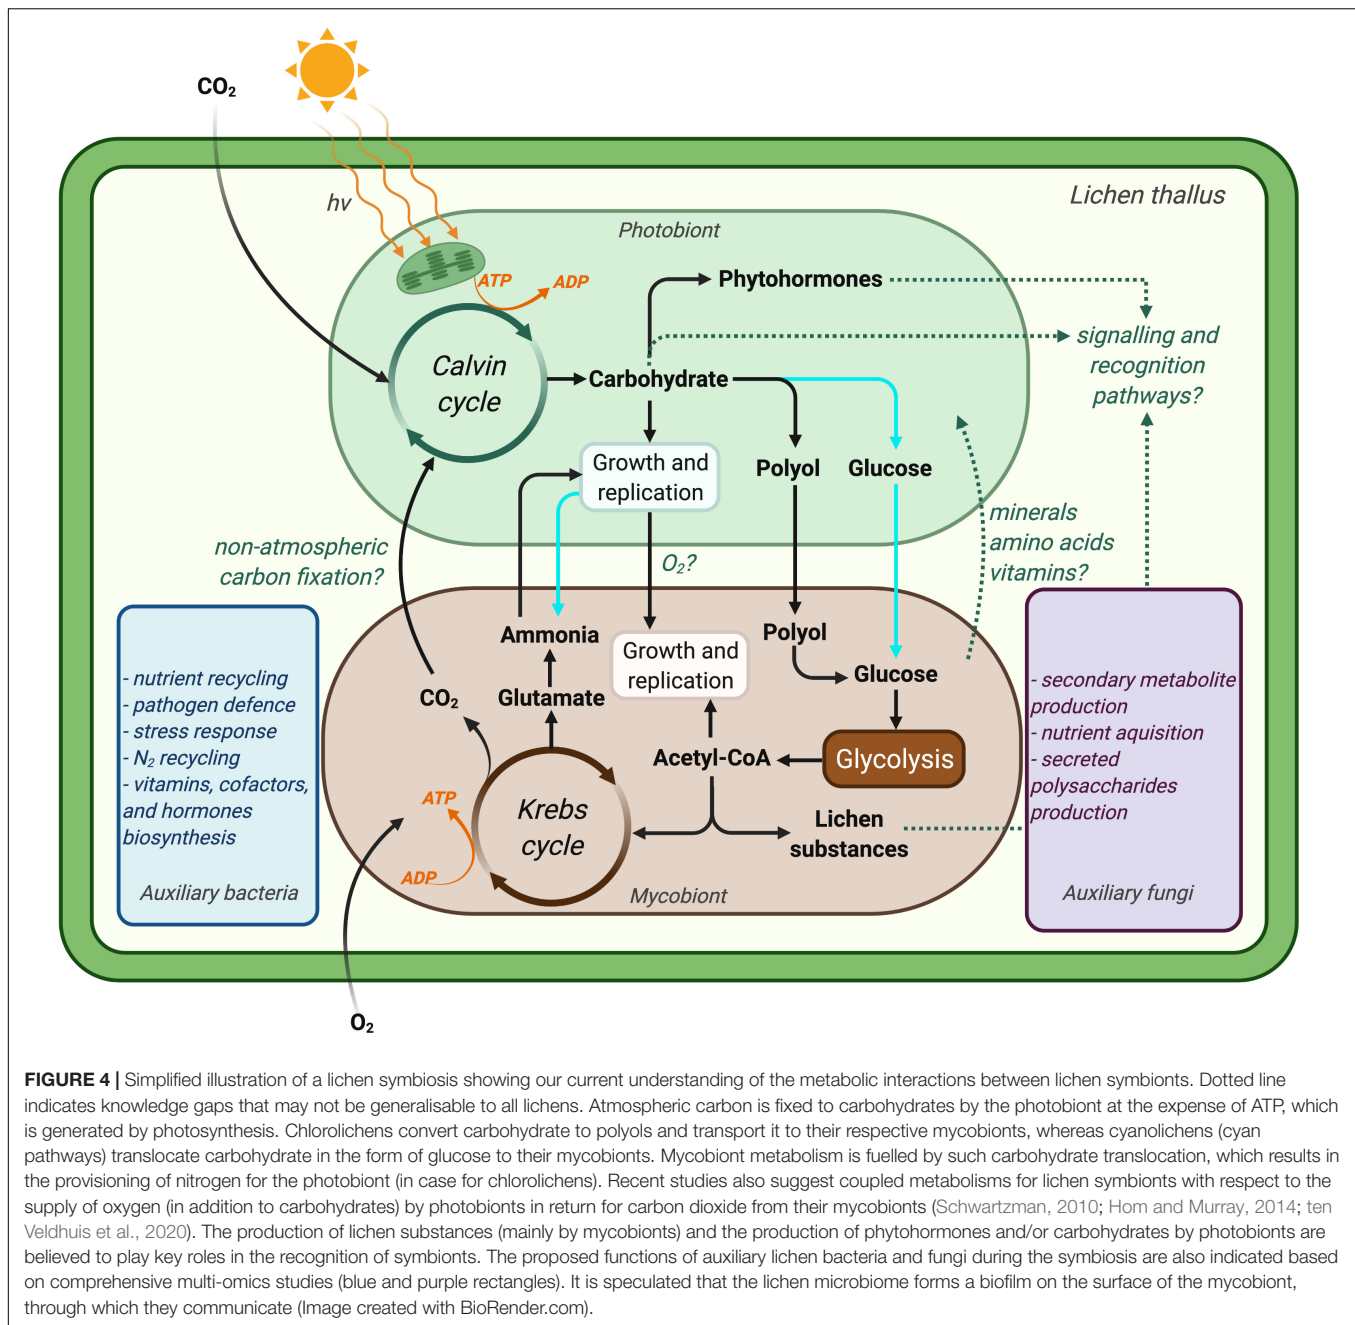 CO₂
hv
Lichen thallus
Photobiont
ATP
ADP
Phytohormones
Calvin
cycle
Carbohydrate
signalling and
recognition
pathways?
Growth and
replication
Polyol
Glucose
non-atmospheric
carbon fixation?
O₂?
minerals
amino acids
vitamins?
Ammonia
Polyol
Growth and
replication
Glucose
CO₂
Glutamate
- nutrient recycling
- pathogen defence
- stress response
- N₂ recycling
- vitamins, cofactors,
and hormones
biosynthesis
Auxiliary bacteria
Acetyl-CoA
Glycolysis
ATP
ADP
Krebs
cycle
Lichen
substances
Mycobiont
- secondary metabolite
production
- nutrient aquisition
- secreted
polysaccharides
production
Auxiliary fungi
O₂
FIGURE 4 | Simplified illustration of a lichen symbiosis showing our current understanding of the metabolic interactions between lichen symbionts. Dotted line
indicates knowledge gaps that may not be generalisable to all lichens. Atmospheric carbon is fixed to carbohydrates by the photobiont at the expense of ATP, which
is generated by photosynthesis. Chlorolichens convert carbohydrate to polyols and transport it to their respective mycobionts, whereas cyanolichens (cyan
pathways) translocate carbohydrate in the form of glucose to their mycobionts. Mycobiont metabolism is fuelled by such carbohydrate translocation, which results in
the provisioning of nitrogen for the photobiont (in case for chlorolichens). Recent studies also suggest coupled metabolisms for lichen symbionts with respect to the
supply of oxygen (in addition to carbohydrates) by photobionts in return for carbon dioxide from their mycobionts (Schwartzman, 2010; Hom and Murray, 2014; ten
Veldhuis et al., 2020). The production of lichen substances (mainly by mycobionts) and the production of phytohormones and/or carbohydrates by photobionts are
believed to play key roles in the recognition of symbionts. The proposed functions of auxiliary lichen bacteria and fungi during the symbiosis are also indicated based
on comprehensive multi-omics studies (blue and purple rectangles). It is speculated that the lichen microbiome forms a biofilm on the surface of the mycobiont,
through which they communicate (Image created with BioRender.com).